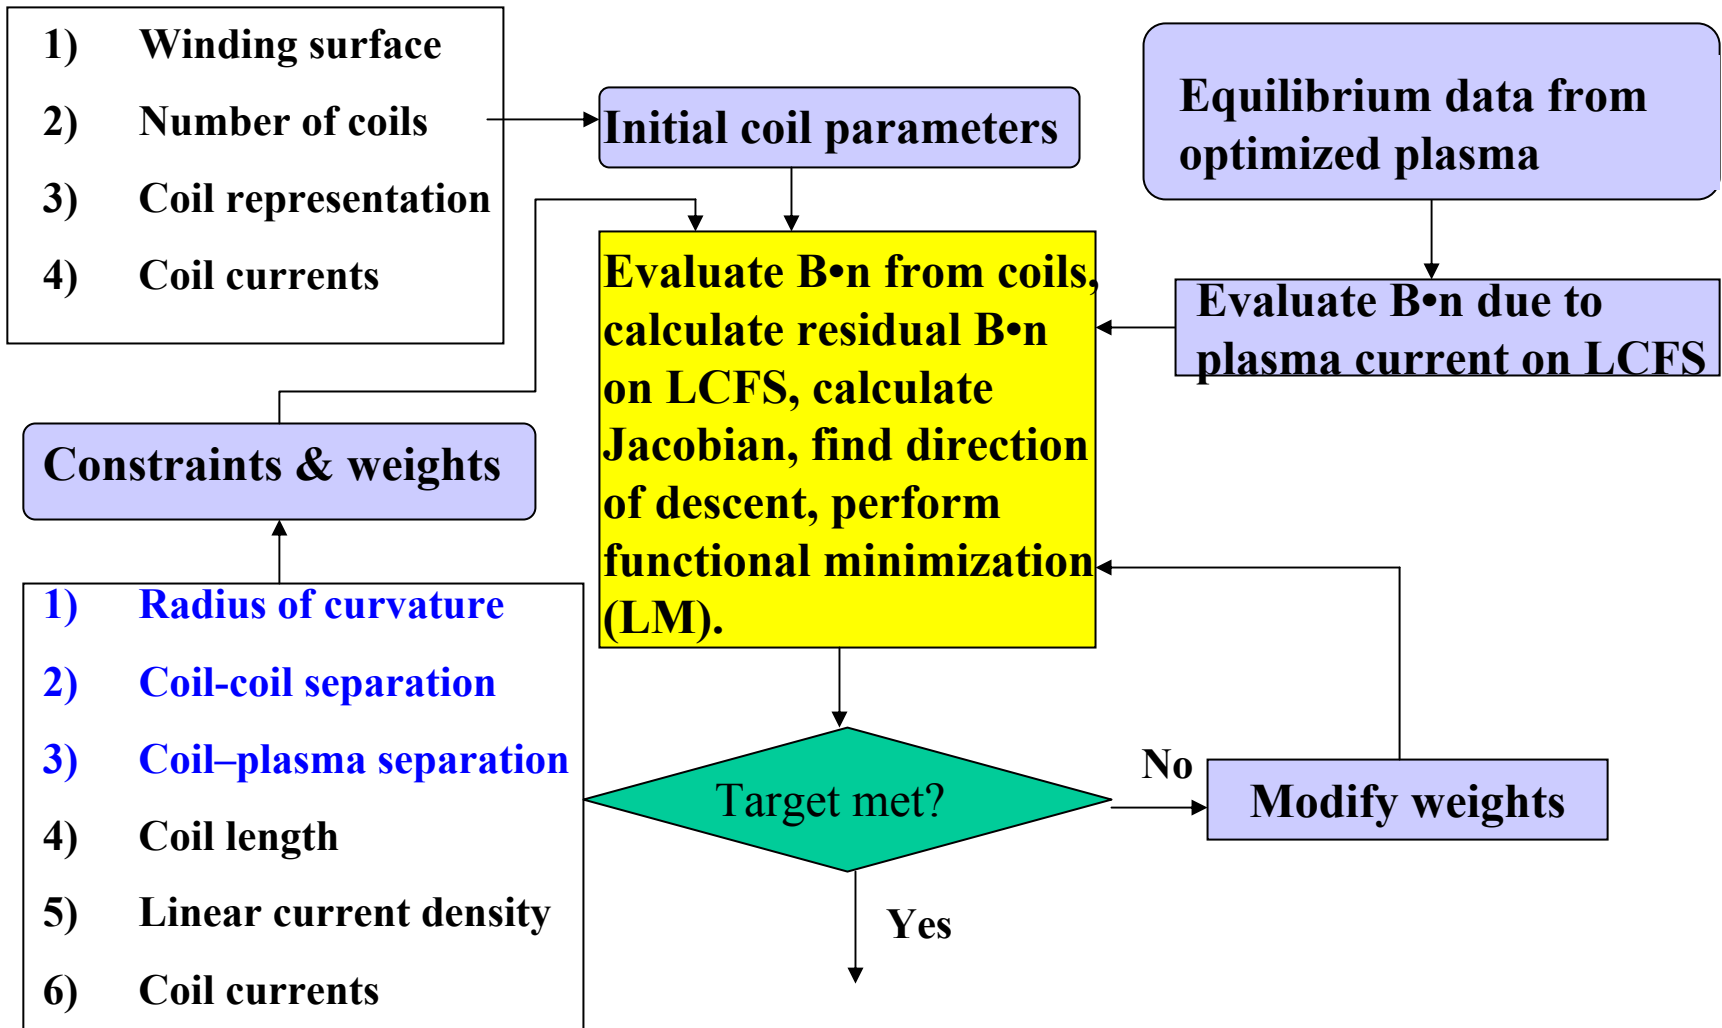 1) Winding surface
2) Number of coils
3) Coil representation
4) Coil currents
Initial coil parameters
Equilibrium data from
optimized plasma
Evaluate B•n due to
plasma current on LCFS
Evaluate B•n from coils,
calculate residual B•n
on LCFS, calculate
Jacobian, find direction
of descent, perform
functional minimization
(LM).
Constraints & weights
1) Radius of curvature
2) Coil-coil separation
3) Coil–plasma separation
4) Coil length
5) Linear current density
6) Coil currents
Target met?
No
Modify weights
Yes